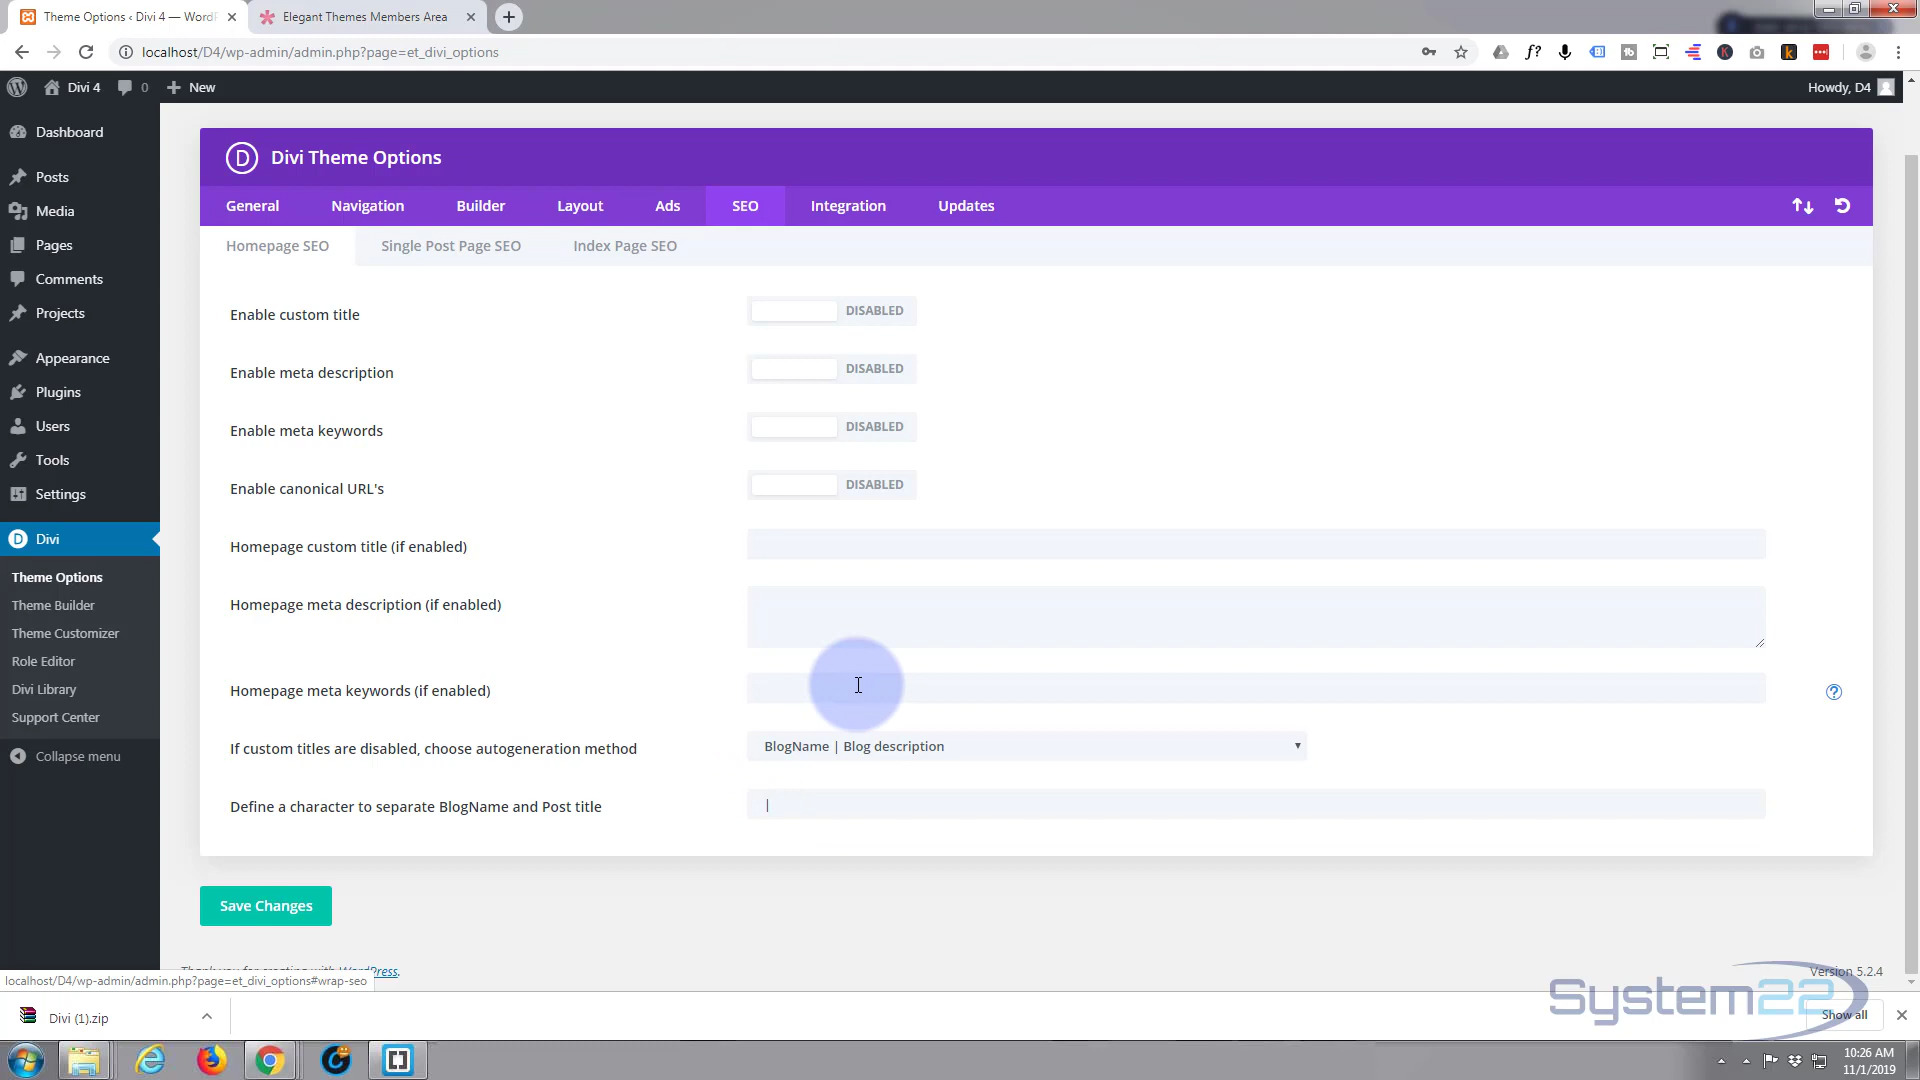 Theme Options ‹ Divi 4 — WordP
Elegant Themes Members Area
localhost/D4/wp-admin/admin.php?page=et_divi_options
Divi 4
0
New
Howdy, D4
Dashboard
Posts
Media
Pages
Comments
Projects
Appearance
Plugins
Users
Tools
Settings
Divi
Theme Options
Theme Builder
Theme Customizer
Role Editor
Divi Library
Support Center
Collapse menu
Divi Theme Options
General
Navigation
Builder
Layout
Ads
SEO
Integration
Updates
Homepage SEO
Single Post Page SEO
Index Page SEO
Enable custom title
DISABLED
Enable meta description
DISABLED
Enable meta keywords
DISABLED
Enable canonical URL's
DISABLED
Homepage custom title (if enabled)
Homepage meta description (if enabled)
Homepage meta keywords (if enabled)
If custom titles are disabled, choose autogeneration method
BlogName | Blog description
Define a character to separate BlogName and Post title
|
Save Changes
Thank you for creating with WordPress.
Version 5.2.4
localhost/D4/wp-admin/admin.php?page=et_divi_options#wrap-seo
Divi (1).zip
System22
Show all
10:26 AM
11/1/2019